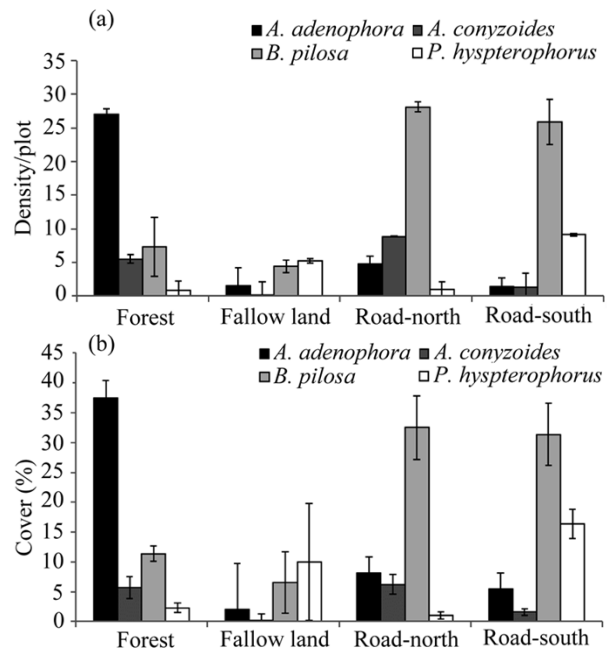 (a)
A. adenophora A. conyzoides
B. pilosa P. hyspterophorus
35
30
25
20
15
10
5
0
Density/plot
Forest Fallow land Road-north Road-south
(b)
A. adenophora A. conyzoides
B. pilosa P. hyspterophorus
45
40
35
30
25
20
15
10
5
0
Cover (%)
Forest Fallow land Road-north Road-south